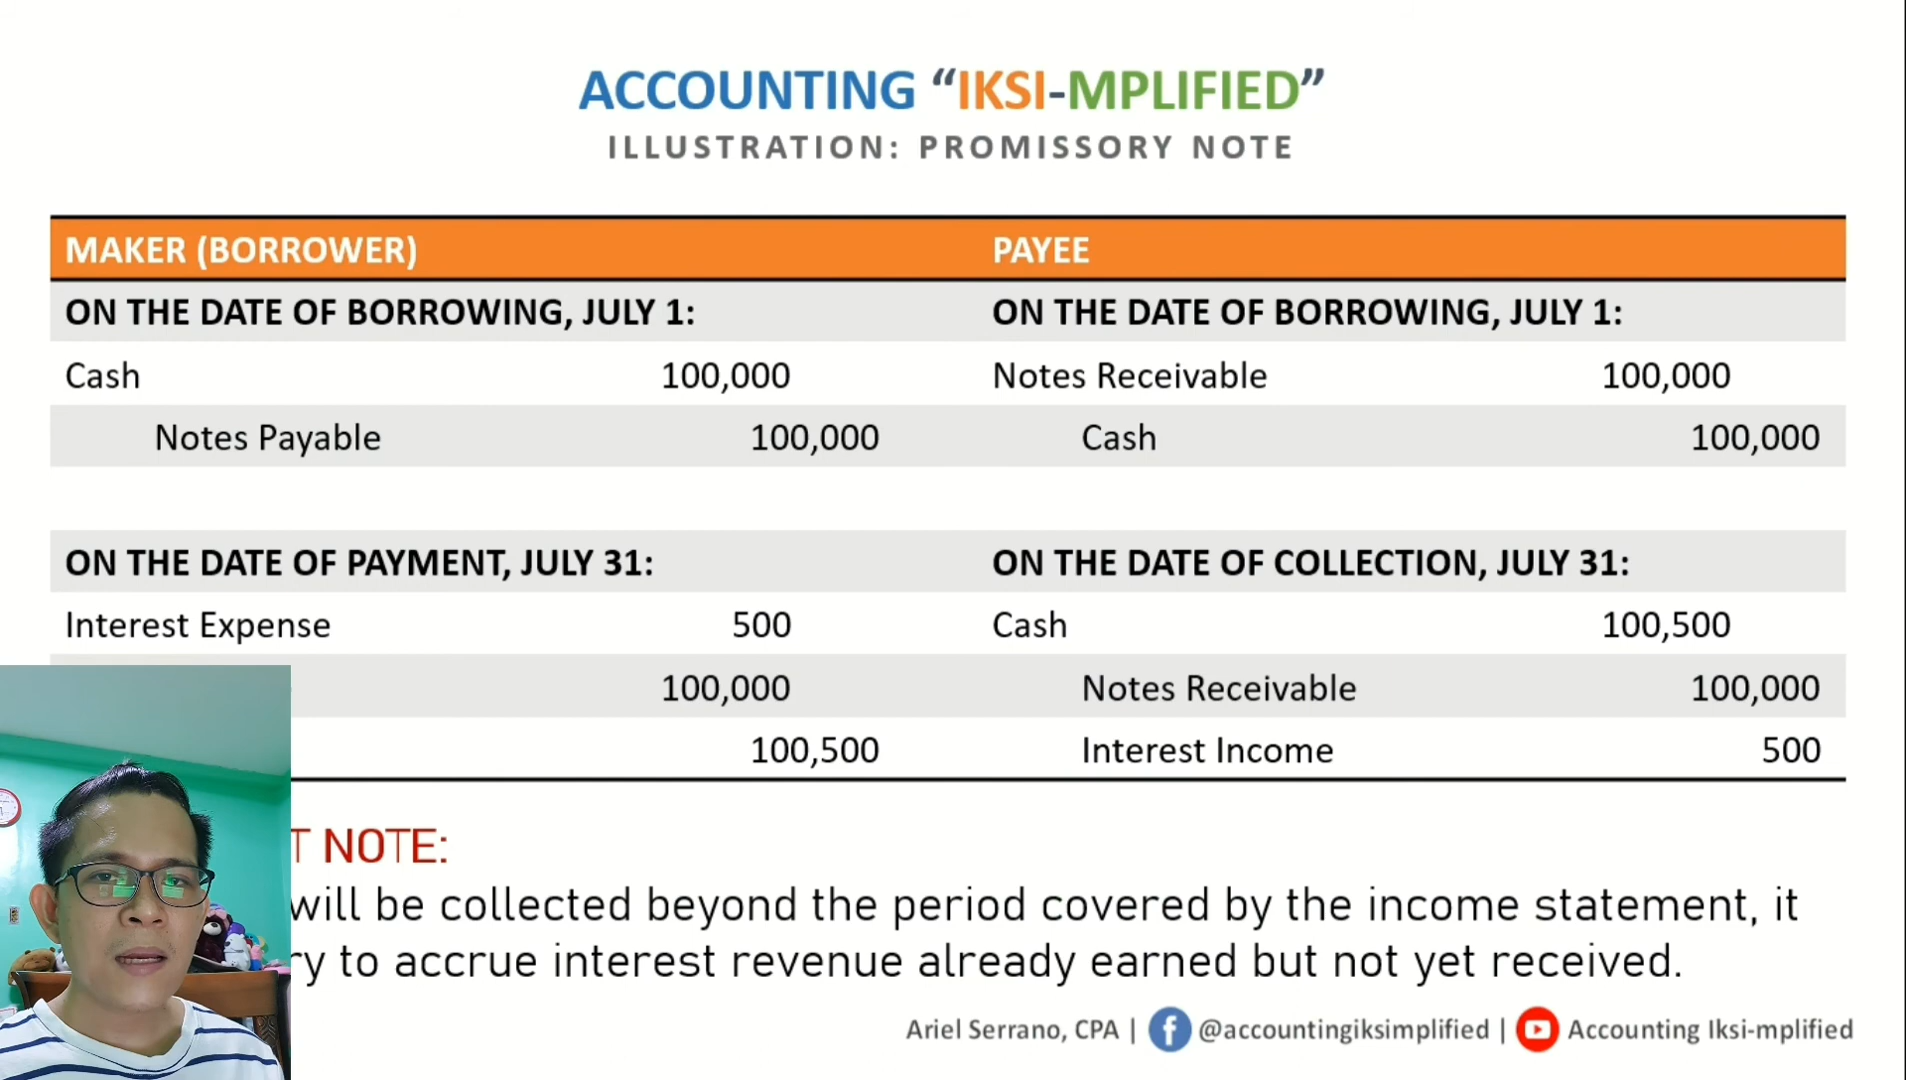 ACCOUNTING “IKSI-MPLIFIED”
ILLUSTRATION: PROMISSORY NOTE
MAKER (BORROWER) PAYEE
ON THE DATE OF BORROWING, JULY 1: ON THE DATE OF BORROWING, JULY 1:
Cash 100,000 Notes Receivable 100,000
Notes Payable 100,000 Cash 100,000
ON THE DATE OF PAYMENT, JULY 31: ON THE DATE OF COLLECTION, JULY 31:
Interest Expense 500 Cash 100,500
100,000 Notes Receivable 100,000
100,500 Interest Income 500
NOTE:
will be collected beyond the period covered by the income statement, it
to accrue interest revenue already earned but not yet received.
Ariel Serrano, CPA | @accountingiksimplified | Accounting Iksi-mplified